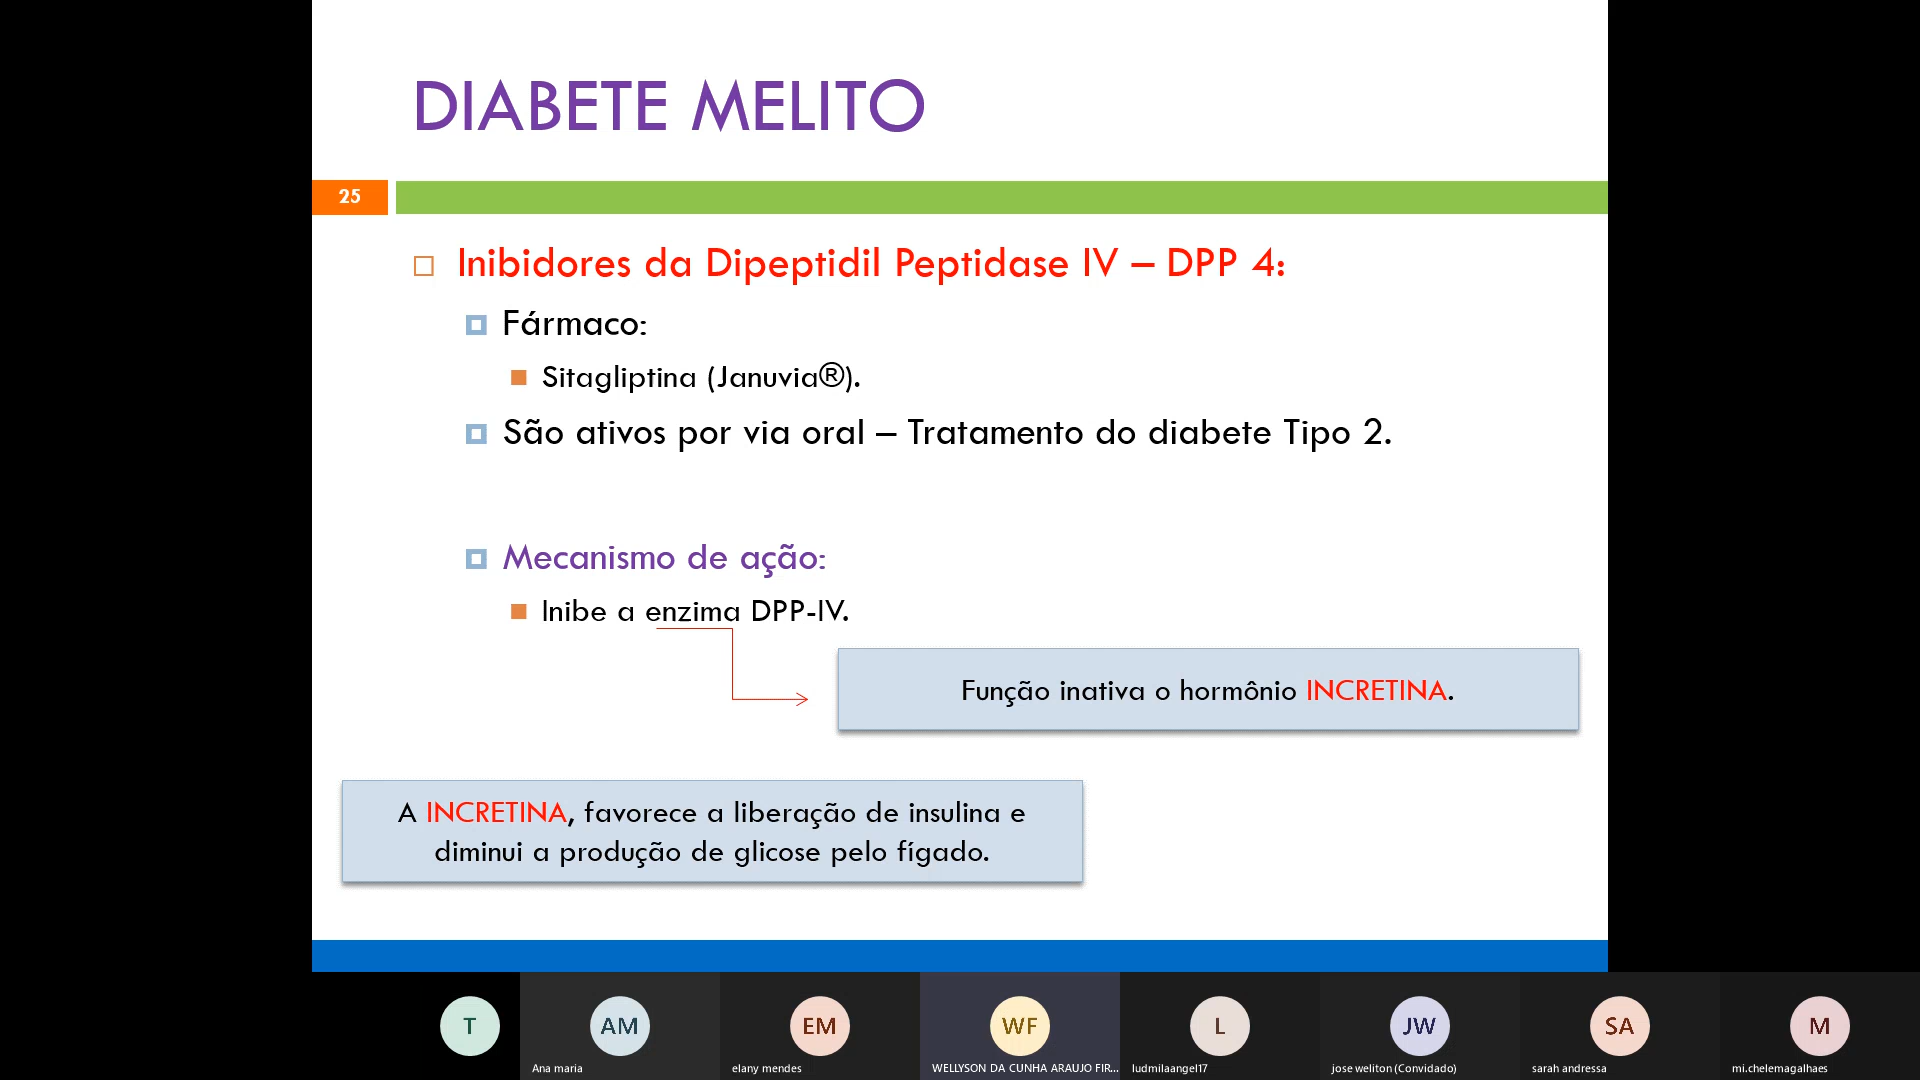 DIABETE MELITO
25
Inibidores da Dipeptidil Peptidase IV – DPP 4:
Fármaco:
Sitagliptina (Januvia®).
São ativos por via oral – Tratamento do diabete Tipo 2.
Mecanismo de ação:
Inibe a enzima DPP-IV.
Função inativa o hormônio INCRETINA.
A INCRETINA, favorece a liberação de insulina e
diminui a produção de glicose pelo fígado.
T
AM
EM
WF
L
JW
SA
M
Ana maria
elany mendes
WELLYSON DA CUNHA ARAUJO FIR...
ludmilaangel17
jose weliton (Convidado)
sarah andressa
mi.chelemagalhaes